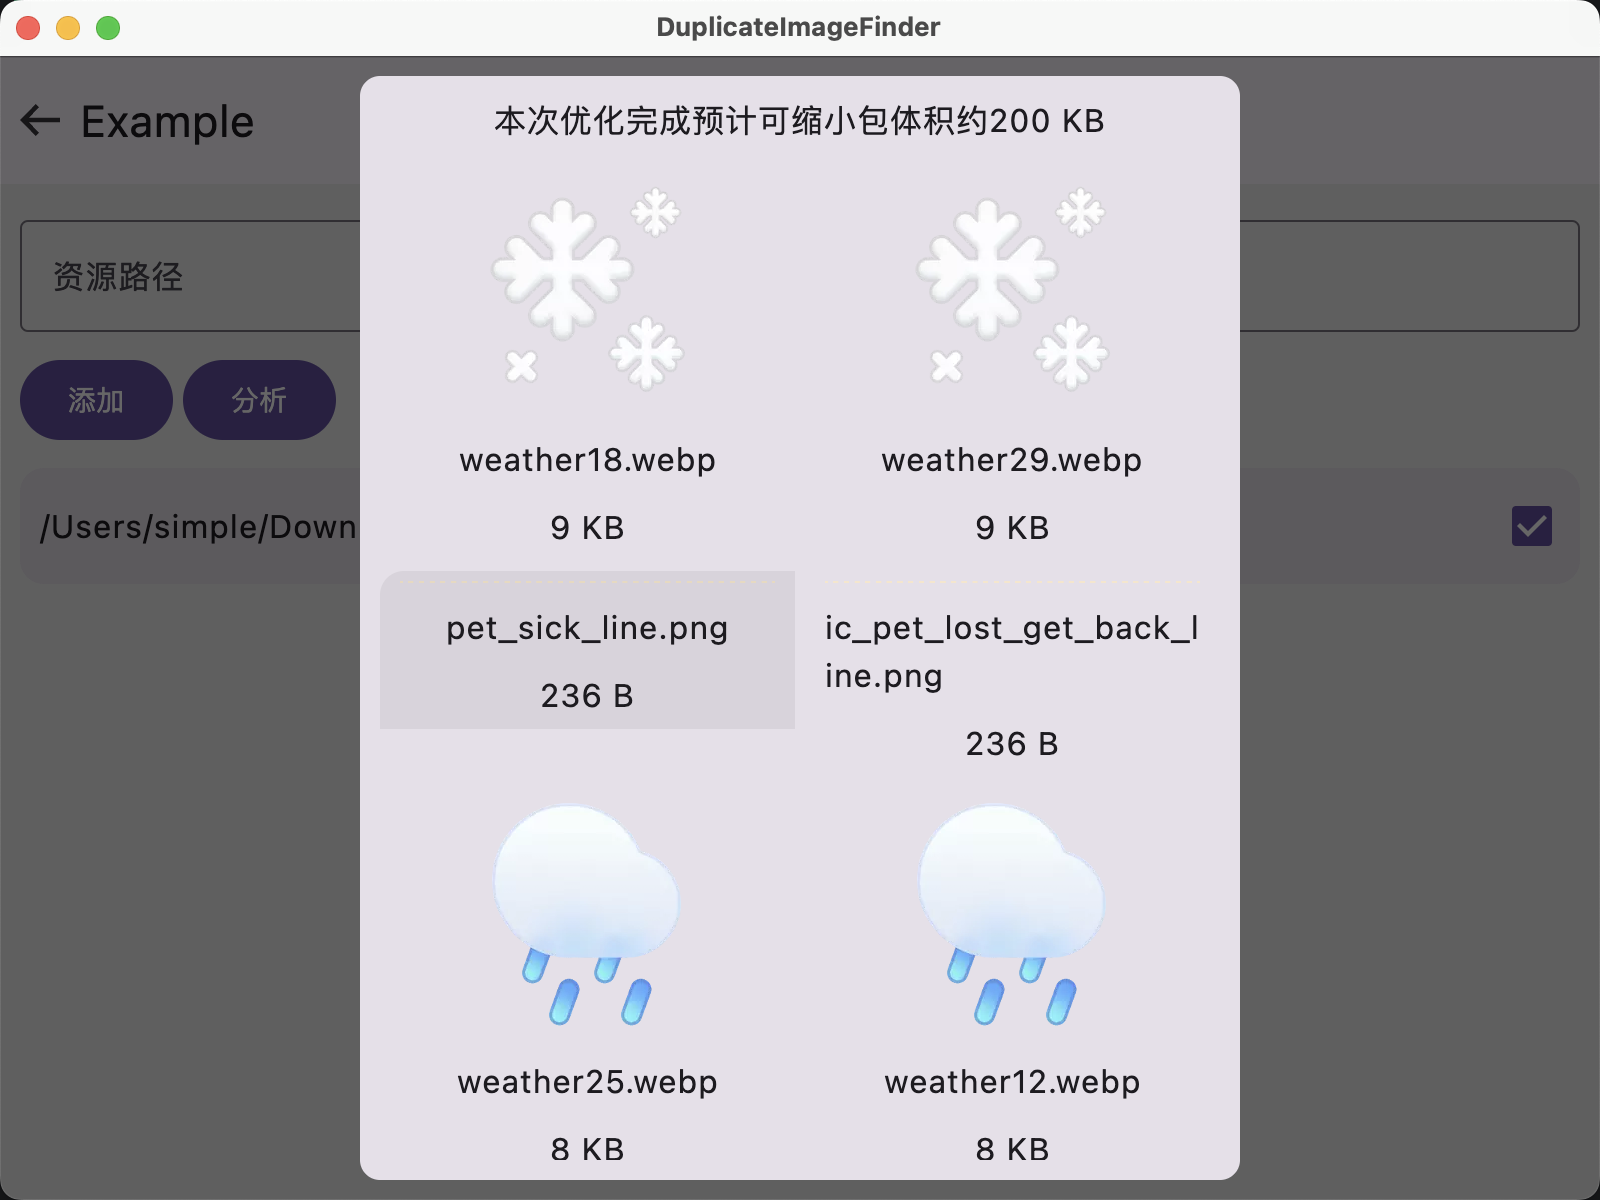 DuplicateImageFinder
Example
本次优化完成预计可缩小包体积约200 KB
资源路径
添加
分析
/Users/simple/Down
weather18.webp
weather29.webp
9 KB
9 KB
pet_sick_line.png
ic_pet_lost_get_back_l
ine.png
236 B
236 B
weather25.webp
weather12.webp
8 KB
8 KB